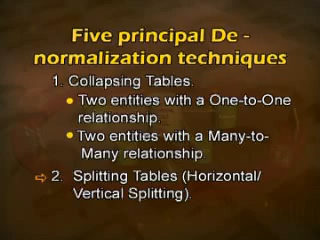 Five principal De -
normalization techniques
1. Collapsing Tables.
Two entities with a One-to-One
relationship.
Two entities with a Many-to-
Many relationship.
2. Splitting Tables (Horizontal/
Vertical Splitting).